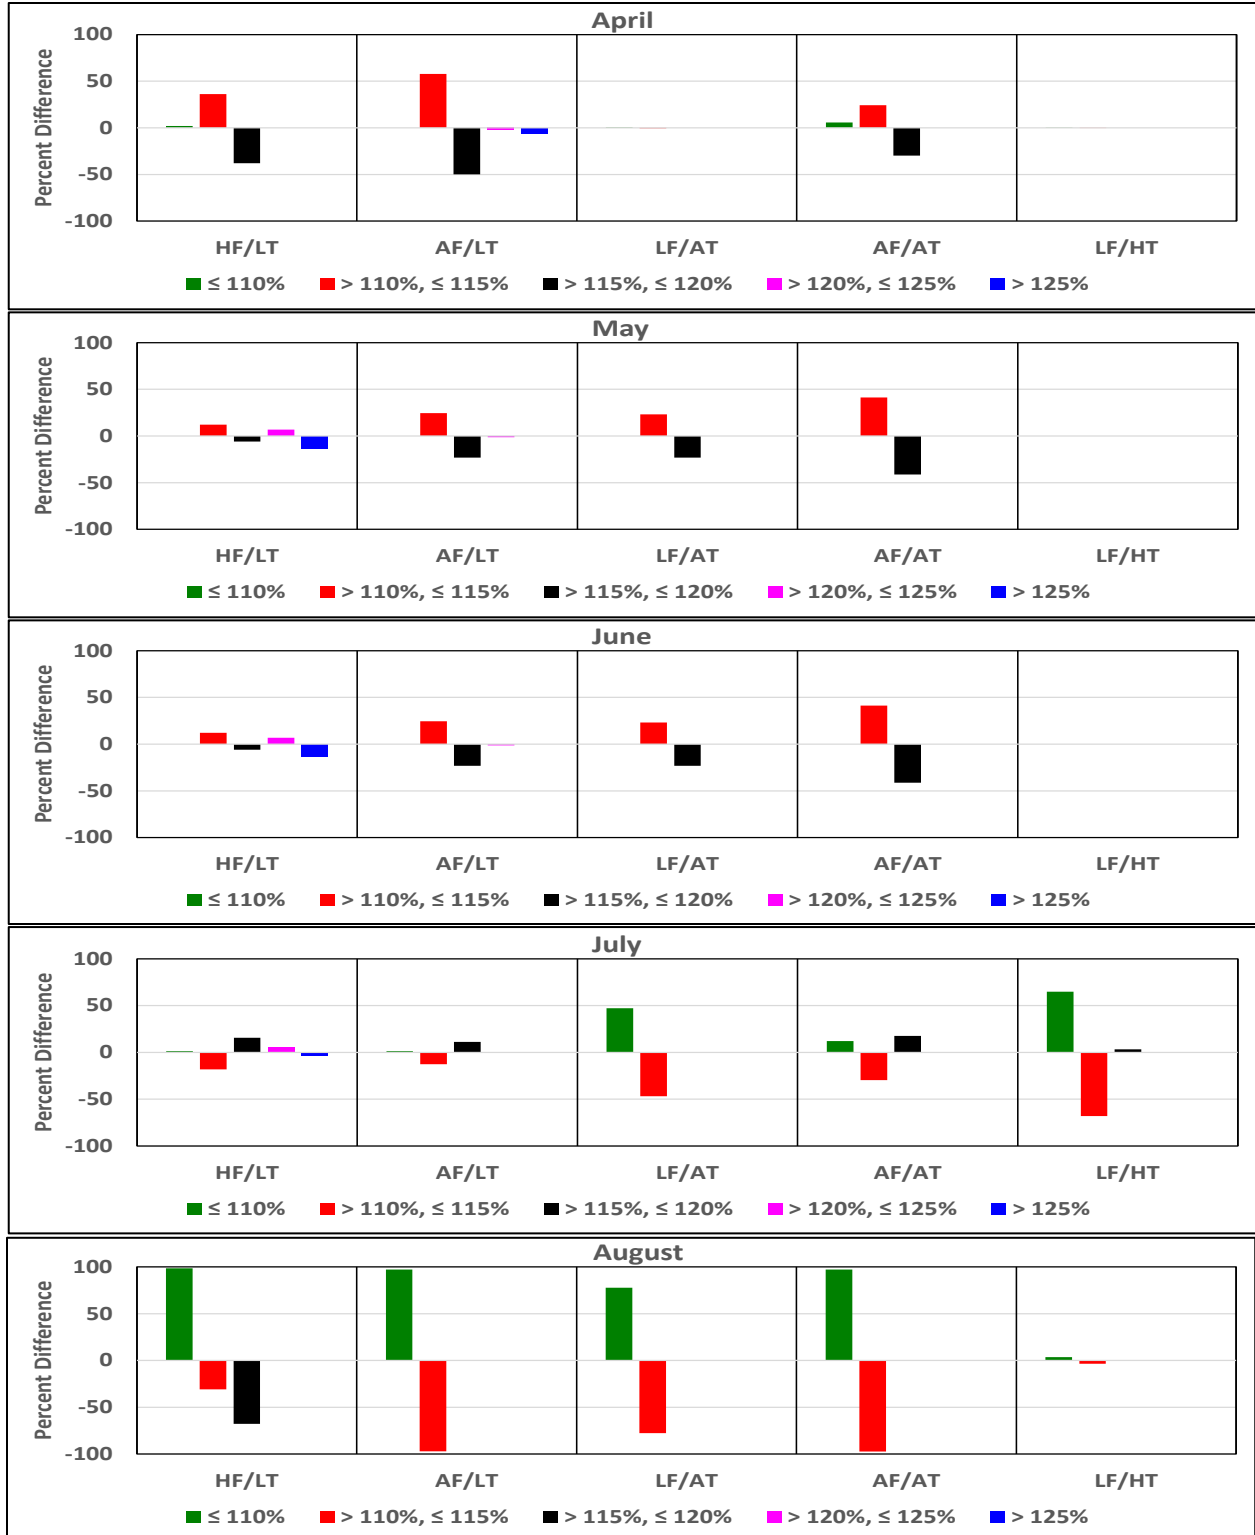 April
Percent Difference
100
50
0
-50
-100
HF/LT AF/LT LF/AT AF/AT LF/HT
≤ 110% > 110%, ≤ 115% > 115%, ≤ 120% > 120%, ≤ 125% > 125%
May
Percent Difference
100
50
0
-50
-100
HF/LT AF/LT LF/AT AF/AT LF/HT
≤ 110% > 110%, ≤ 115% > 115%, ≤ 120% > 120%, ≤ 125% > 125%
June
Percent Difference
100
50
0
-50
-100
HF/LT AF/LT LF/AT AF/AT LF/HT
≤ 110% > 110%, ≤ 115% > 115%, ≤ 120% > 120%, ≤ 125% > 125%
July
Percent Difference
100
50
0
-50
-100
HF/LT AF/LT LF/AT AF/AT LF/HT
≤ 110% > 110%, ≤ 115% > 115%, ≤ 120% > 120%, ≤ 125% > 125%
August
Percent Difference
100
50
0
-50
-100
HF/LT AF/LT LF/AT AF/AT LF/HT
≤ 110% > 110%, ≤ 115% > 115%, ≤ 120% > 120%, ≤ 125% > 125%